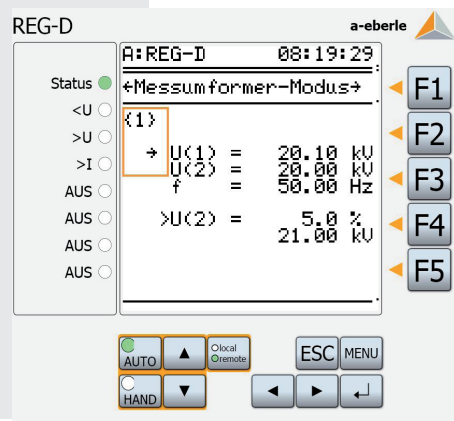 REG-D
a-eberle
A:REG-D 08:19:29
←Messumformer-Modus→
(1)
→ U(1) = 20.10 kV
U(2) = 20.00 kV
f = 50.00 Hz
>U(2) = 5.0 %
21.00 kV
Status
<U
>U
>I
AUS
AUS
AUS
AUS
F1
F2
F3
F4
F5
AUTO
▲
local
remote
ESC
MENU
HAND
▼
◄
►
↵